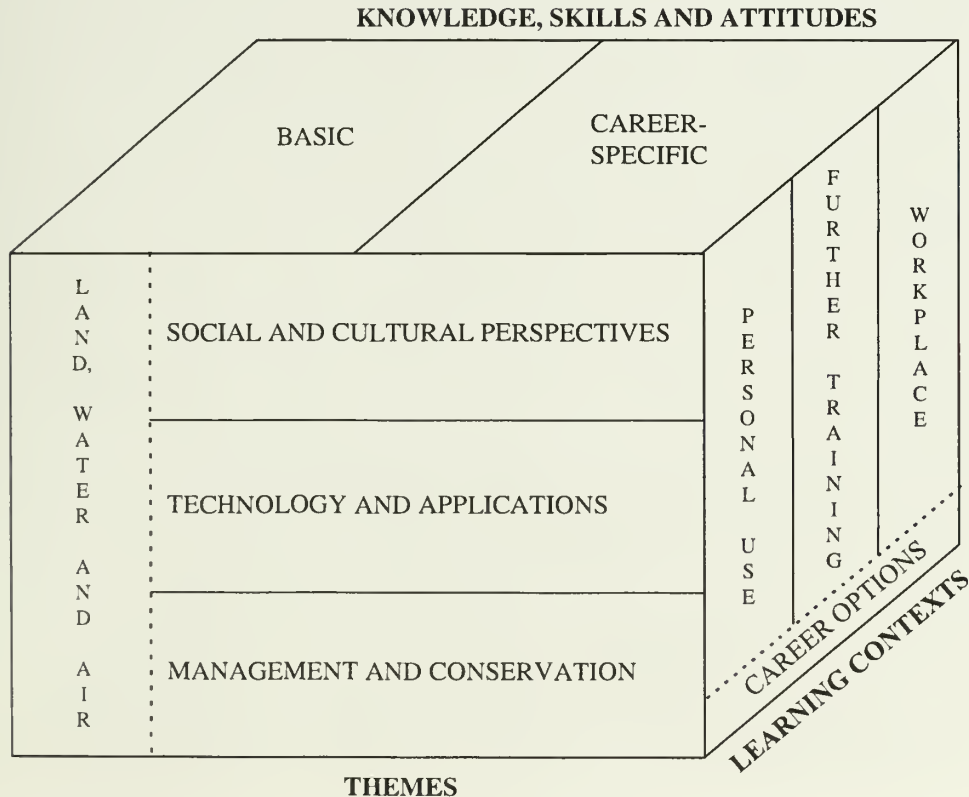 KNOWLEDGE, SKILLS AND ATTITUDES
BASIC
CAREER-
SPECIFIC
LAND, WATER AND AIR
SOCIAL AND CULTURAL PERSPECTIVES
TECHNOLOGY AND APPLICATIONS
MANAGEMENT AND CONSERVATION
PERSONAL USE
FURTHER TRAINING
WORKPLACE
CAREER OPTIONS
LEARNING CONTEXTS
THEMES